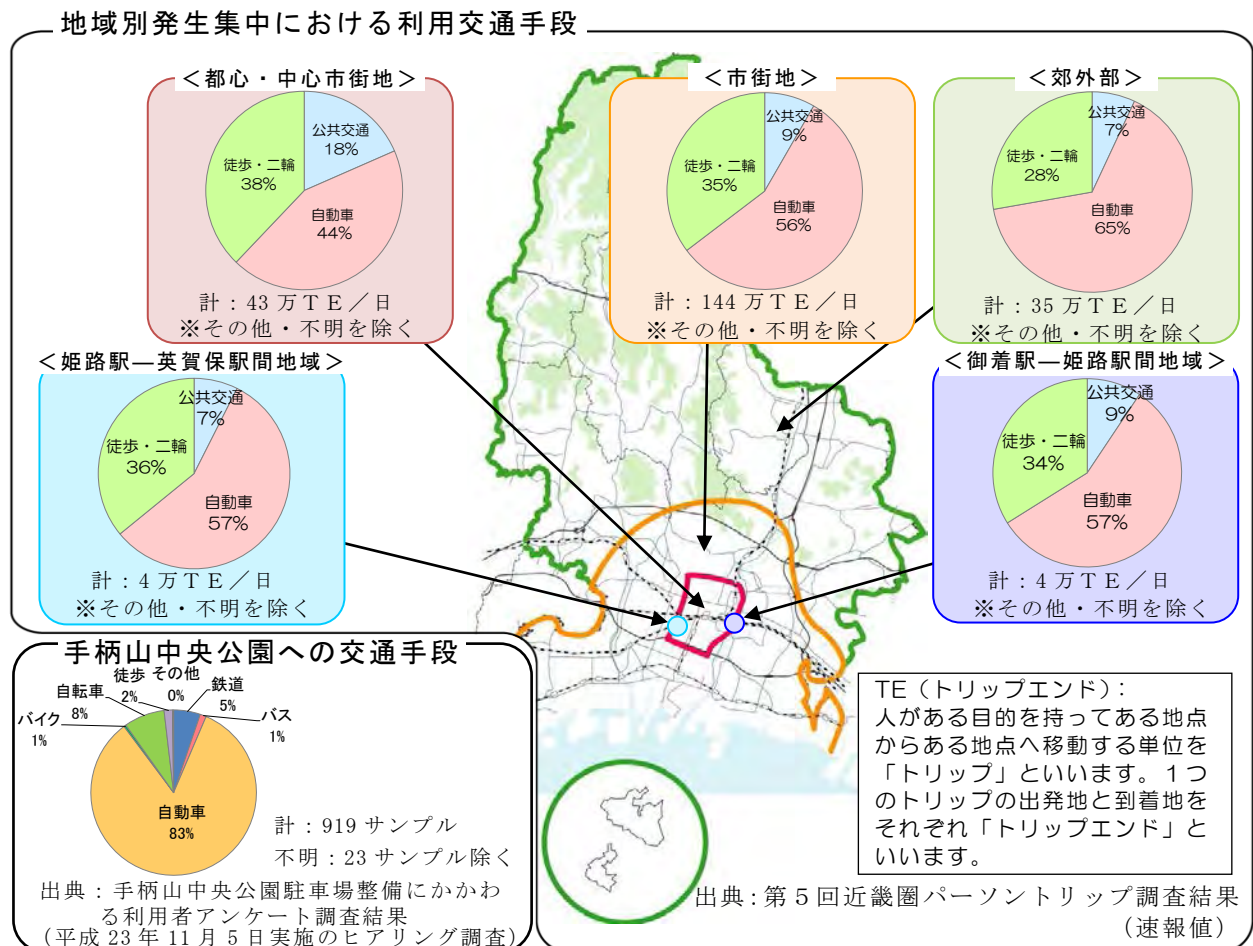 地域別発生集中における利用交通手段
＜都心・中心市街地＞
公共交通
18%
徒歩・二輪
38%
自動車
44%
計：43万ＴＥ／日
※その他・不明を除く
＜市街地＞
公共交通
9%
徒歩・二輪
35%
自動車
56%
計：144万ＴＥ／日
※その他・不明を除く
＜郊外部＞
公共交通
7%
徒歩・二輪
28%
自動車
65%
計：35万ＴＥ／日
※その他・不明を除く
＜姫路駅―英賀保駅間地域＞
公共交通
7%
徒歩・二輪
36%
自動車
57%
計：4万ＴＥ／日
※その他・不明を除く
＜御着駅―姫路駅間地域＞
公共交通
9%
徒歩・二輪
34%
自動車
57%
計：4万ＴＥ／日
※その他・不明を除く
手柄山中央公園への交通手段
徒歩
2%
その他
0%
鉄道
5%
自転車
8%
バイク
1%
バス
1%
自動車
83%
計：919サンプル
不明：23サンプル除く
出典：手柄山中央公園駐車場整備にかかわ
る利用者アンケート調査結果
（平成23年11月5日実施のヒアリング調査）
TE（トリップエンド）：
人がある目的を持ってある地点
からある地点へ移動する単位を
「トリップ」といいます。１つ
のトリップの出発地と到着地を
それぞれ「トリップエンド」と
いいます。
出典：第５回近畿圏パーソントリップ調査結果
（速報値）